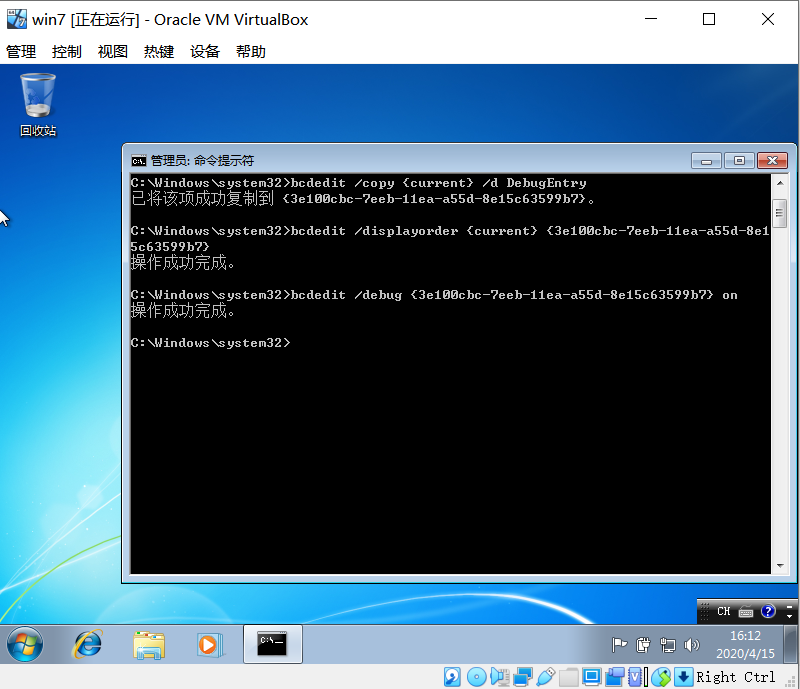 win7 [正在运行] - Oracle VM VirtualBox
管理 控制 视图 热键 设备 帮助
回收站
管理员: 命令提示符
C:\Windows\system32>bcdedit /copy {current} /d DebugEntry
已将该项成功复制到 {3e100cbc-7eeb-11ea-a55d-8e15c63599b7}。
C:\Windows\system32>bcdedit /displayorder {current} {3e100cbc-7eeb-11ea-a55d-8e1
5c63599b7}
操作成功完成。
C:\Windows\system32>bcdedit /debug {3e100cbc-7eeb-11ea-a55d-8e15c63599b7} on
操作成功完成。
C:\Windows\system32>
CH
16:12
2020/4/15
Right Ctrl